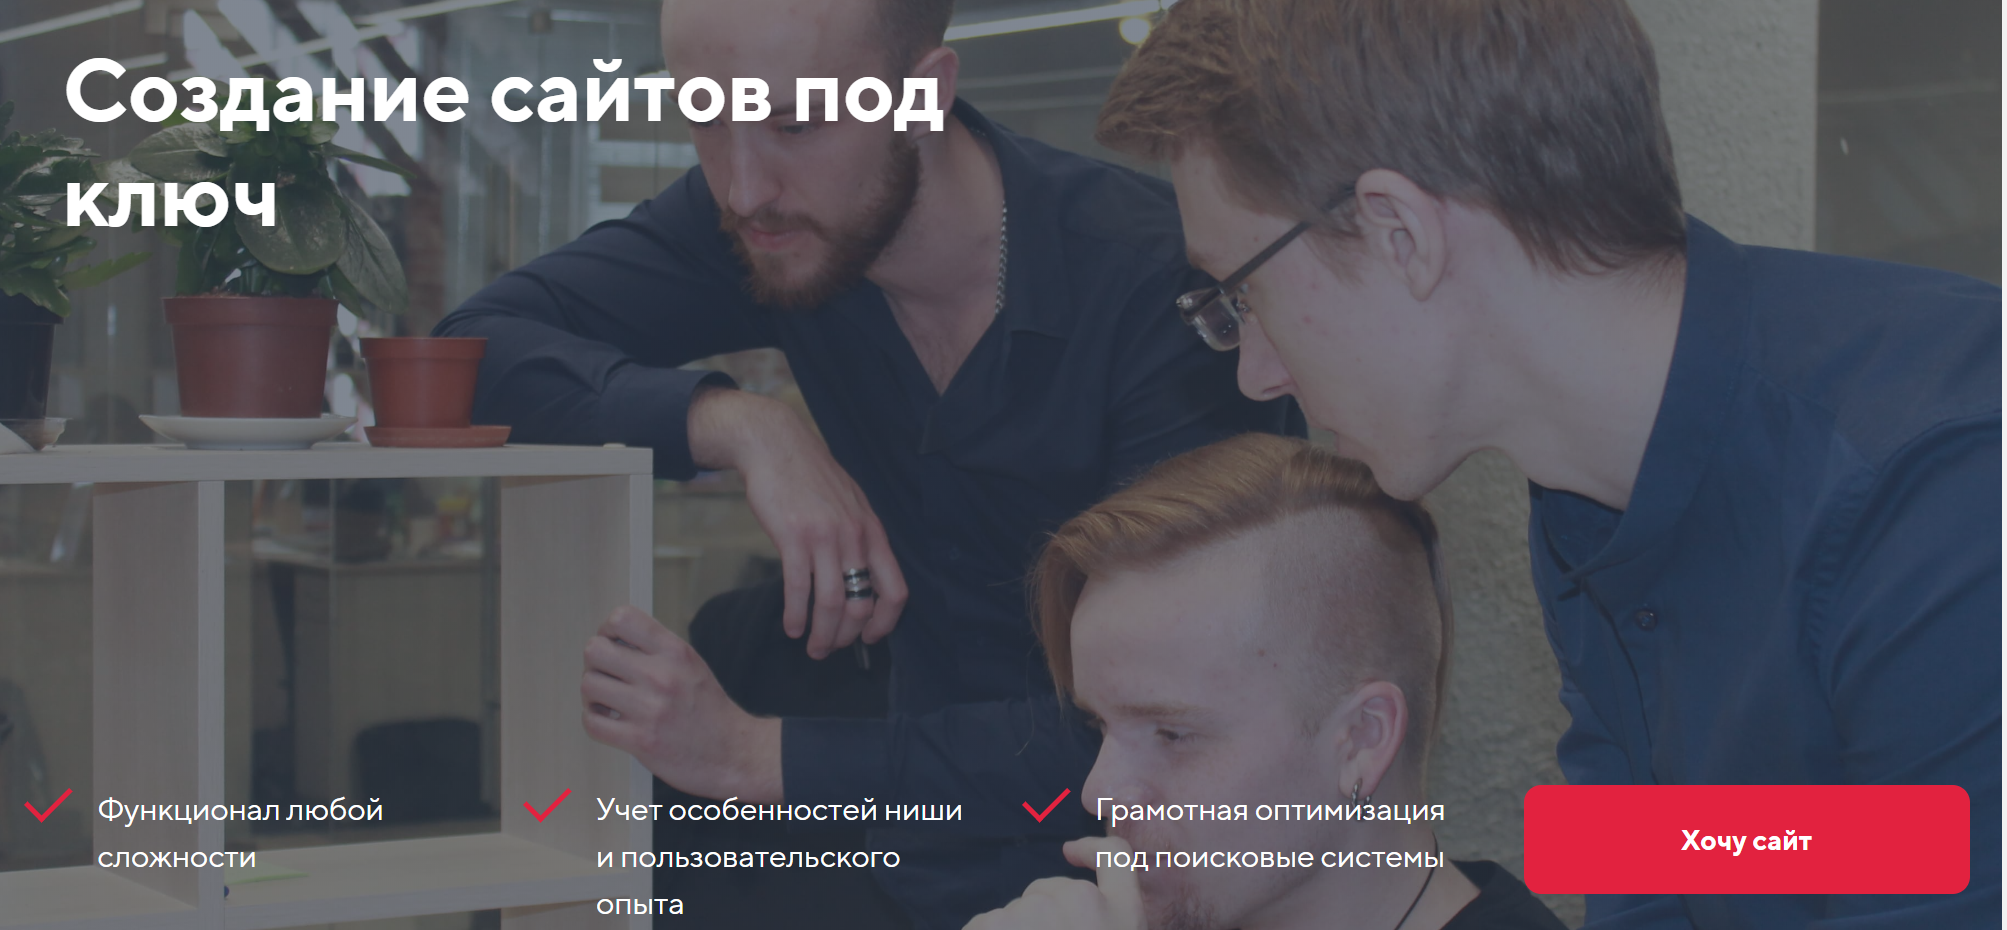 Создание сайтов под
ключ
Функционал любой
сложности
Учет особенностей ниши
и пользовательского
опыта
Грамотная оптимизация
под поисковые системы
Хочу сайт